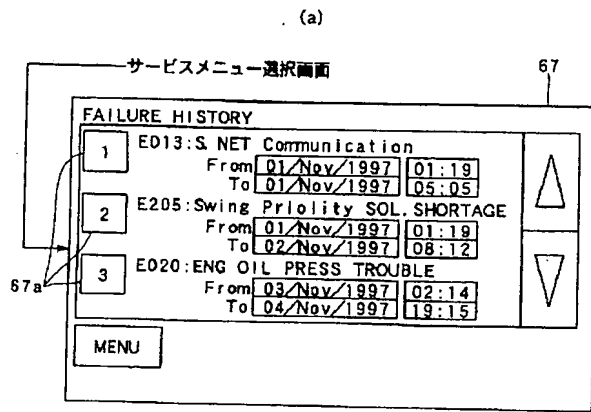 (a)
サービスメニュー選択画面
67
FAILURE HISTORY
1 E013:S. NET Communication
From 01/Nov/1997 01:19
To 01/Nov/1997 05:05
2 E205:Swing Priolity SOL. SHORTAGE
From 01/Nov/1997 01:19
To 02/Nov/1997 08:12
67a
3 E020:ENG OIL PRESS TROUBLE
From 03/Nov/1997 02:14
To 04/Nov/1997 19:15
MENU